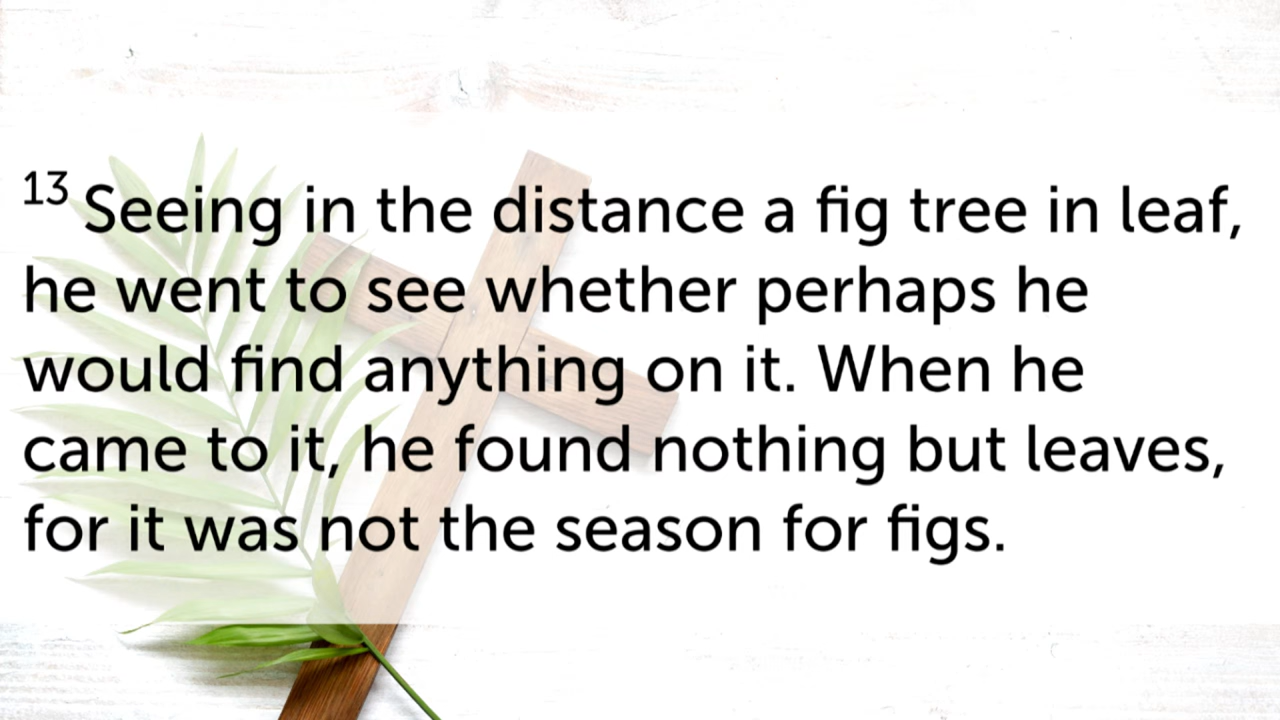 13 Seeing in the distance a fig tree in leaf,
he went to see whether perhaps he
would find anything on it. When he
came to it, he found nothing but leaves,
for it was not the season for figs.